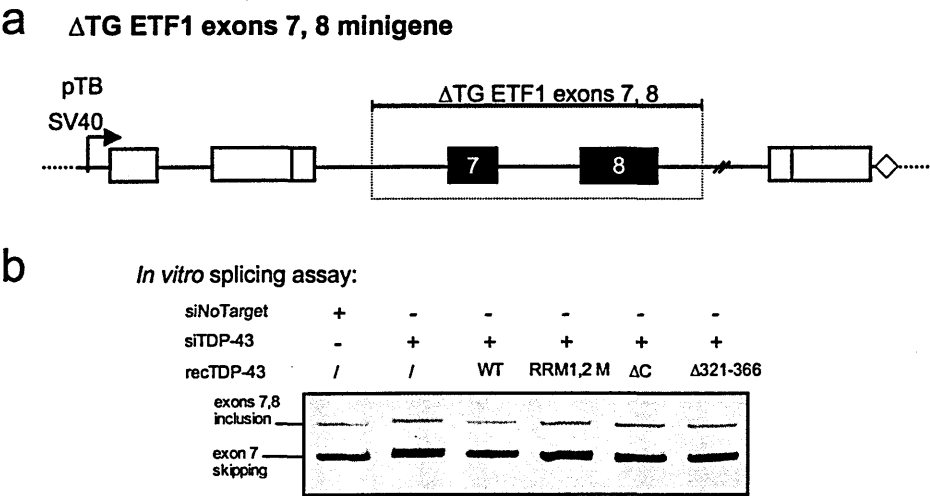 a ΔTG ETF1 exons 7, 8 minigene
pTB
SV40
ΔTG ETF1 exons 7, 8
7 8
b
In vitro splicing assay:
siNoTarget + - - - - -
siTDP-43 - + + + + +
recTDP-43 / / WT RRM1,2 M ΔC Δ321-366
exons 7,8
inclusion
exon 7
skipping